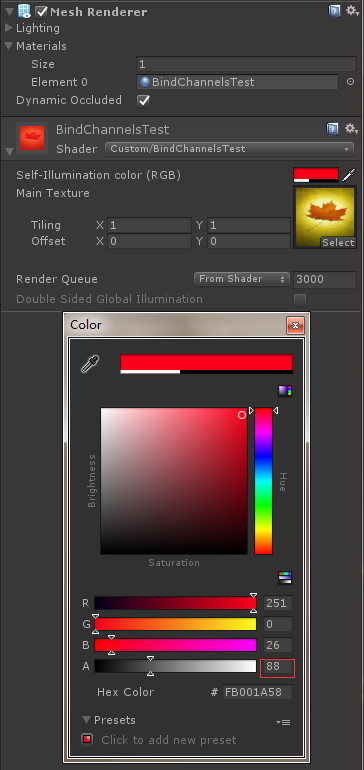 Mesh Renderer
Lighting
Materials
Size 1
Element 0 BindChannelsTest
Dynamic Occluded
BindChannelsTest
Shader Custom/BindChannelsTest
Self-Illumination color (RGB)
Main Texture
Tiling X 1 Y 1
Offset X 0 Y 0
Select
Render Queue From Shader 3000
Double Sided Global Illumination
Color
Brightness
Hue
Saturation
R 251
G 0
B 26
A 88
Hex Color # FB001A58
Presets
Click to add new preset